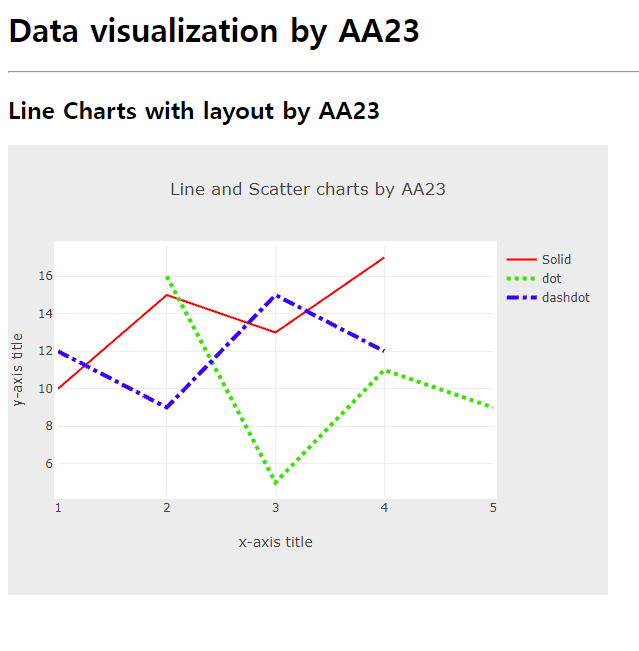 Data visualization by AA23
Line Charts with layout by AA23
Line and Scatter charts by AA23
Solid
dot
dashdot
y-axis title
16
14
12
10
8
6
1 2 3 4 5
x-axis title